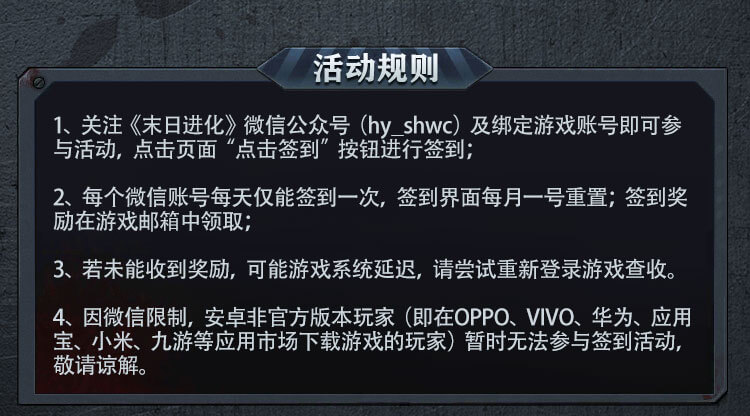 活动规则
1、关注《末日进化》微信公众号（hy_shwc）及绑定游戏账号即可参
与活动，点击页面“点击签到”按钮进行签到；
2、每个微信账号每天仅能签到一次，签到界面每月一号重置；签到奖
励在游戏邮箱中领取；
3、若未能收到奖励，可能游戏系统延迟，请尝试重新登录游戏查收。
4、因微信限制，安卓非官方版本玩家（即在OPPO、VIVO、华为、应用
宝、小米、九游等应用市场下载游戏的玩家）暂时无法参与签到活动，
敬请谅解。